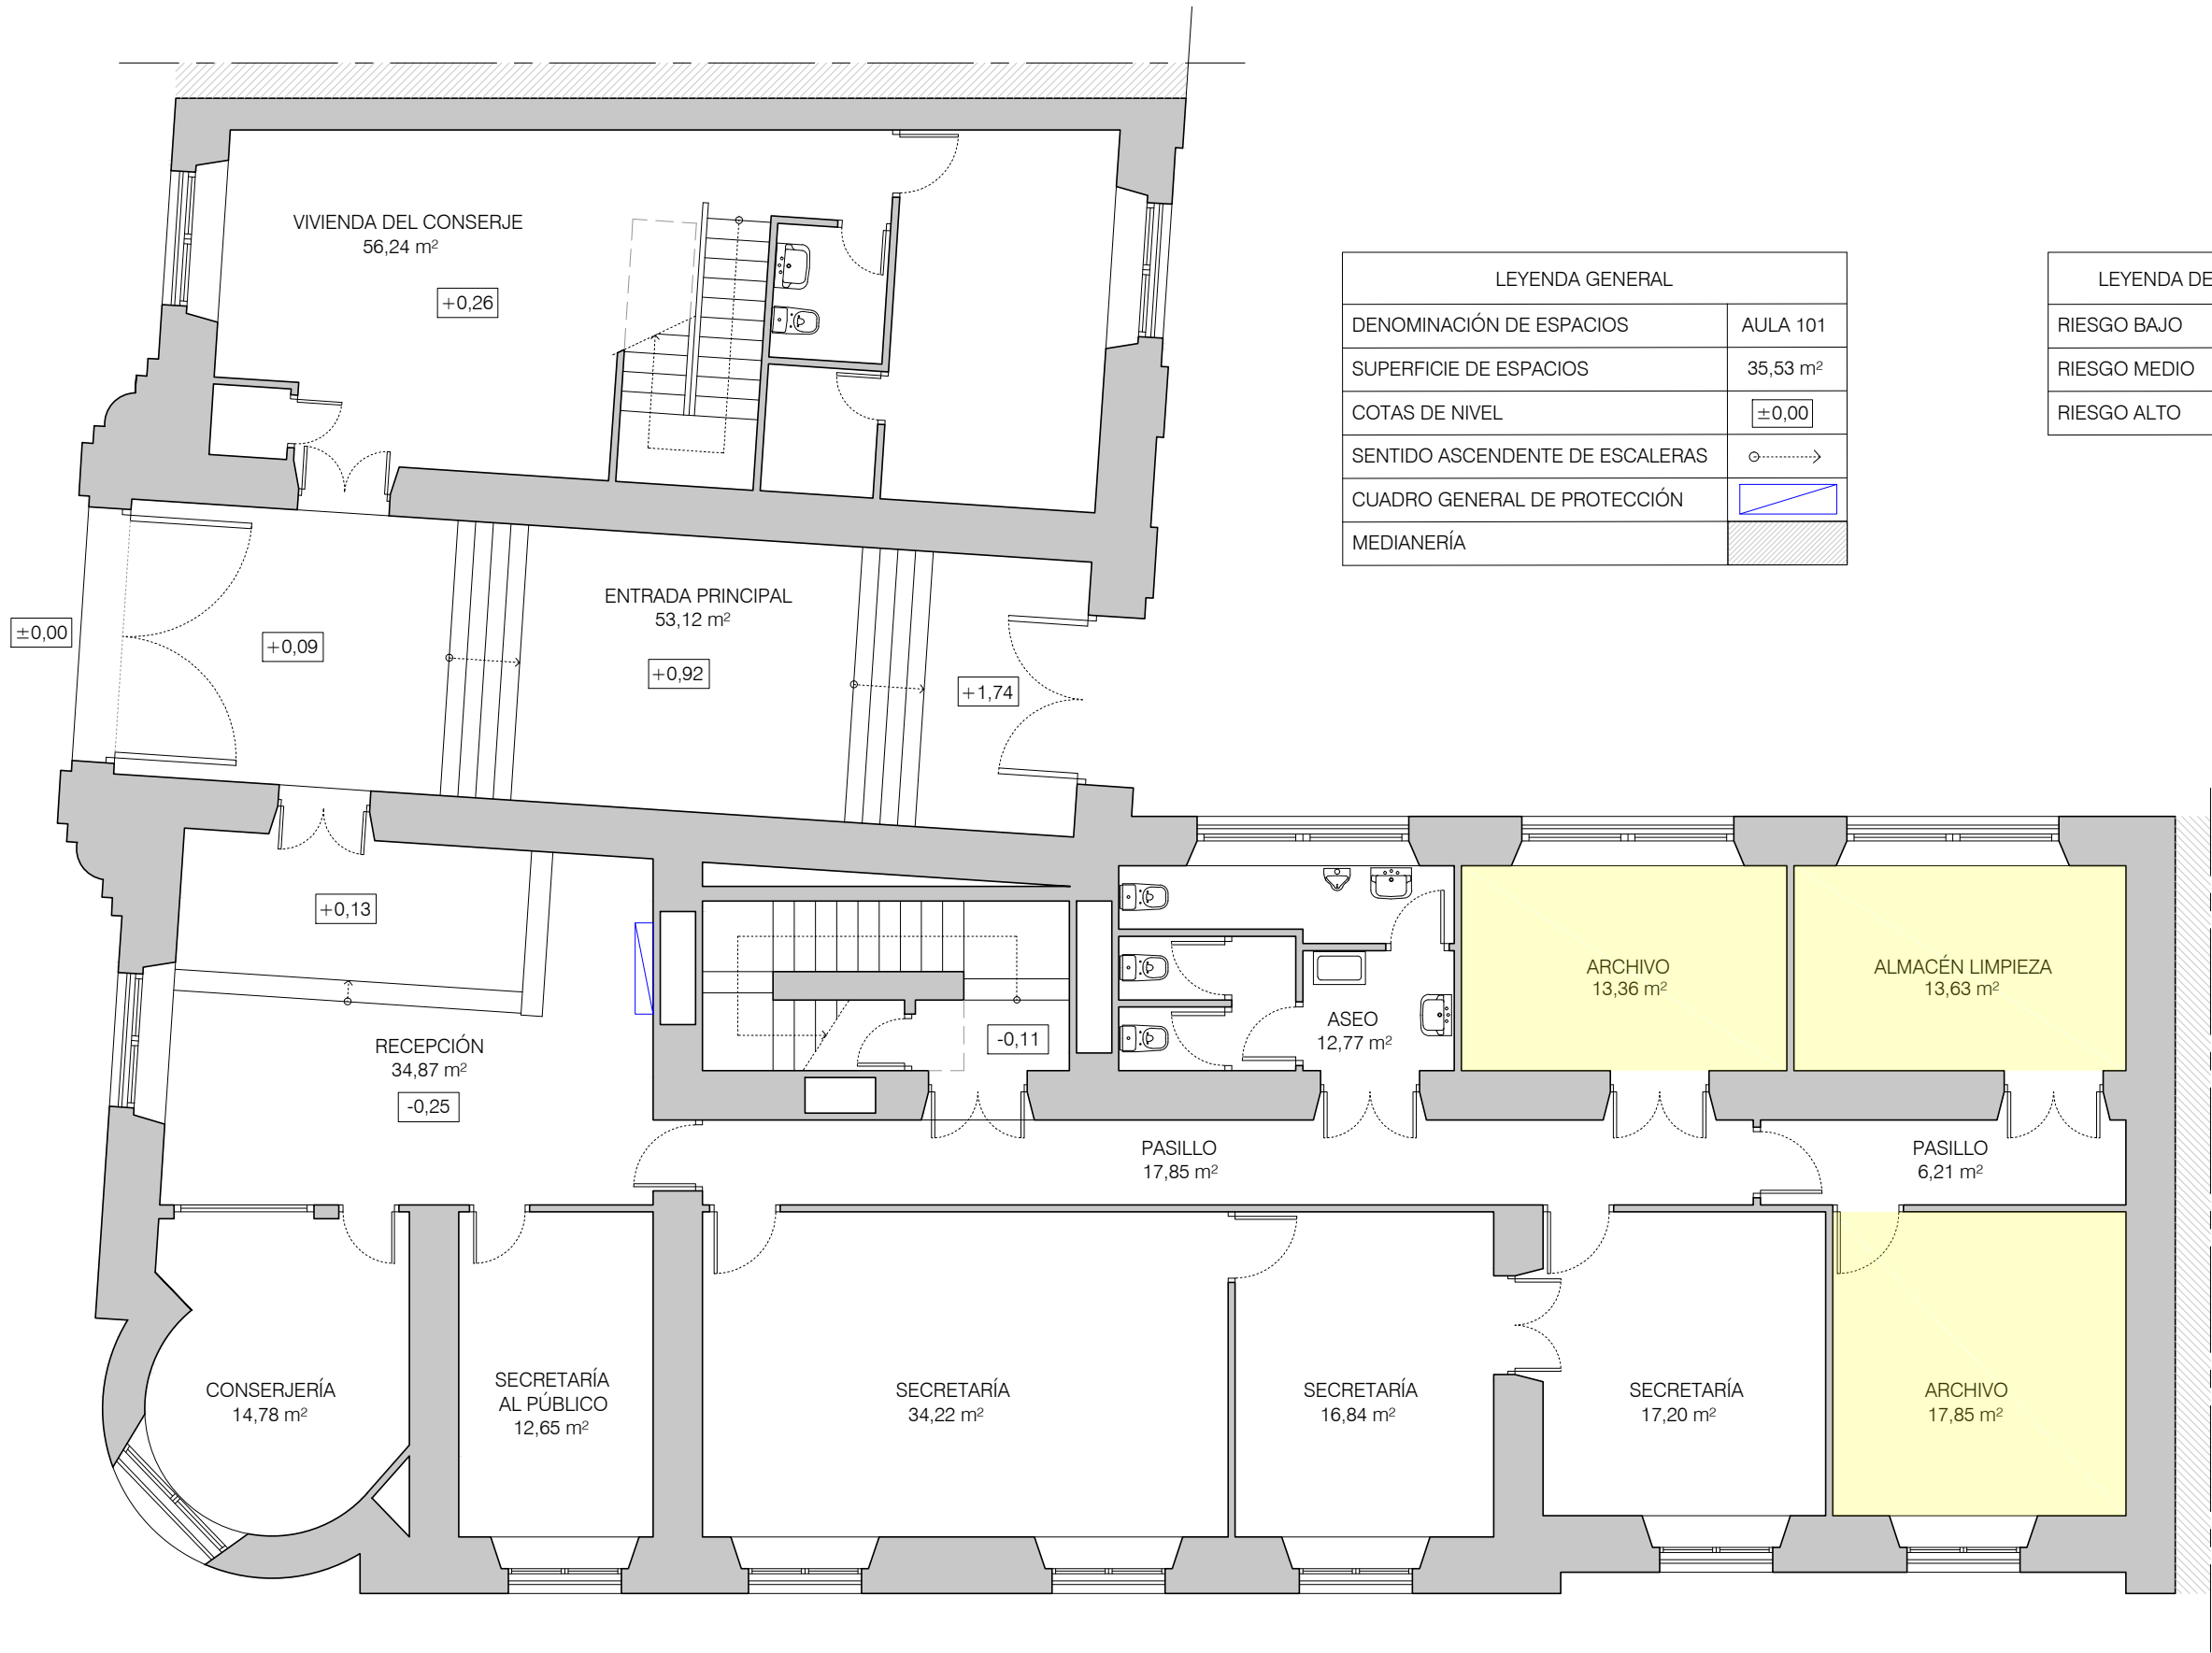 VIVIENDA DEL CONSERJE
56,24 m²
+0,26
LEYENDA GENERAL
DENOMINACIÓN DE ESPACIOS AULA 101
SUPERFICIE DE ESPACIOS 35,53 m²
COTAS DE NIVEL ±0,00
SENTIDO ASCENDENTE DE ESCALERAS
CUADRO GENERAL DE PROTECCIÓN
MEDIANERÍA
LEYENDA DE
RIESGO BAJO
RIESGO MEDIO
RIESGO ALTO
ENTRADA PRINCIPAL
53,12 m²
±0,00
+0,09
+0,92
+1,74
+0,13
RECEPCIÓN
34,87 m²
-0,25
-0,11
ASEO
12,77 m²
ARCHIVO
13,36 m²
ALMACÉN LIMPIEZA
13,63 m²
PASILLO
17,85 m²
PASILLO
6,21 m²
CONSERJERÍA
14,78 m²
SECRETARÍA
AL PÚBLICO
12,65 m²
SECRETARÍA
34,22 m²
SECRETARÍA
16,84 m²
SECRETARÍA
17,20 m²
ARCHIVO
17,85 m²